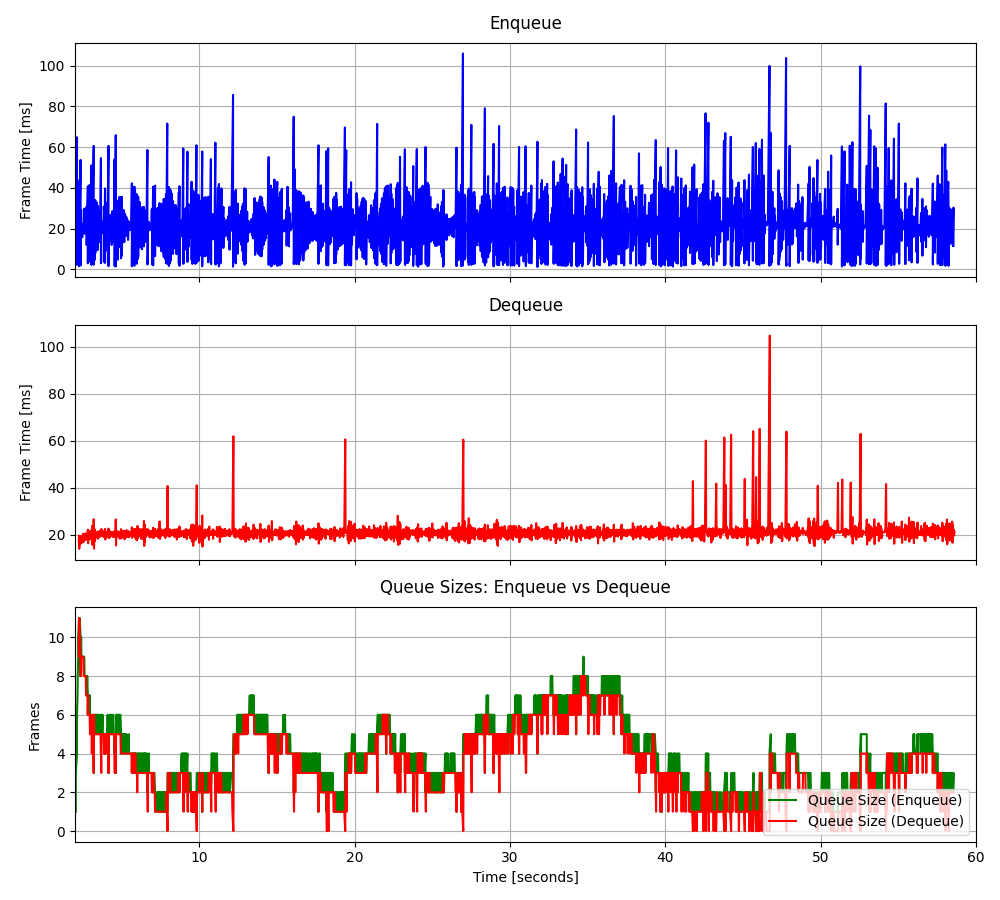 Enqueue
Frame Time [ms]
100
80
60
40
20
0
Dequeue
Frame Time [ms]
100
80
60
40
20
Queue Sizes: Enqueue vs Dequeue
Frames
10
8
6
4
2
0
Queue Size (Enqueue)
Queue Size (Dequeue)
10 20 30 40 50 60
Time [seconds]